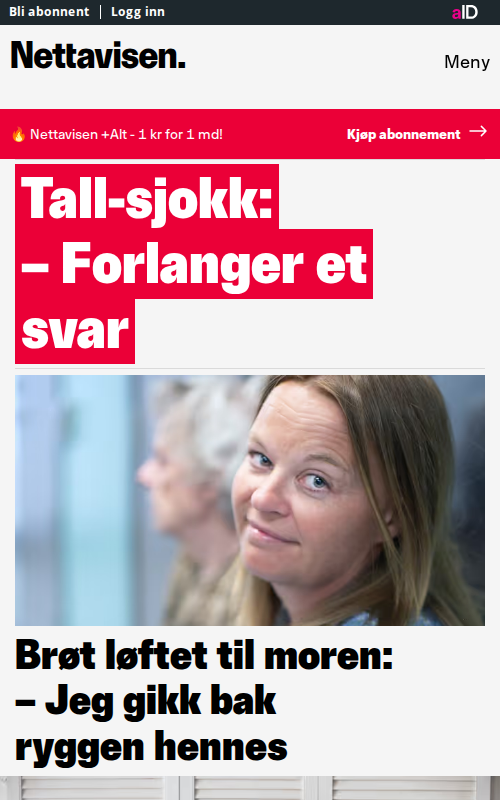 Bli abonnent | Logg inn
aID
Nettavisen.
Meny
🔥 Nettavisen +Alt - 1 kr for 1 md!
Kjøp abonnement →
Tall-sjokk:
– Forlanger et
svar
Brøt løftet til moren:
– Jeg gikk bak
ryggen hennes